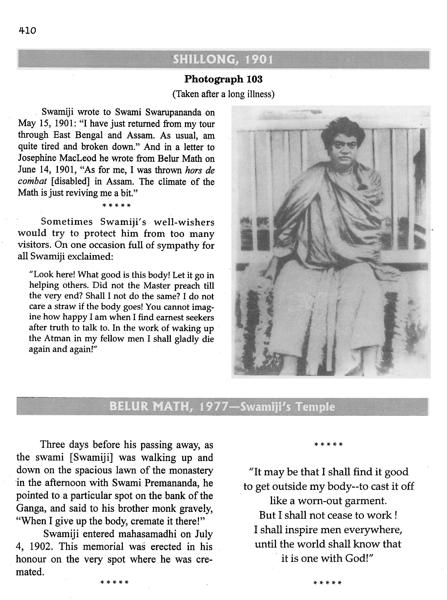 410
SHILLONG, 1901
Photograph 103
(Taken after a long illness)
Swamiji wrote to Swami Swarupananda on
May 15, 1901: "I have just returned from my tour
through East Bengal and Assam. As usual, am
quite tired and broken down." And in a letter to
Josephine MacLeod he wrote from Belur Math on
June 14, 1901, "As for me, I was thrown hors de
combat [disabled] in Assam. The climate of the
Math is just reviving me a bit."
*****
Sometimes Swamiji's well-wishers
would try to protect him from too many
visitors. On one occasion full of sympathy for
all Swamiji exclaimed:
"Look here! What good is this body! Let it go in
helping others. Did not the Master preach till
the very end? Shall I not do the same? I do not
care a straw if the body goes! You cannot imag-
ine how happy I am when I find earnest seekers
after truth to talk to. In the work of waking up
the Atman in my fellow men I shall gladly die
again and again!"
BELUR MATH, 1977—Swamiji's Temple
Three days before his passing away, as
the swami [Swamiji] was walking up and
down on the spacious lawn of the monastery
in the afternoon with Swami Premananda, he
pointed to a particular spot on the bank of the
Ganga, and said to his brother monk gravely,
"When I give up the body, cremate it there!"
Swamiji entered mahasamadhi on July
4, 1902. This memorial was erected in his
honour on the very spot where he was cre-
mated.
*****
*****
"It may be that I shall find it good
to get outside my body--to cast it off
like a worn-out garment.
But I shall not cease to work !
I shall inspire men everywhere,
until the world shall know that
it is one with God!"
*****